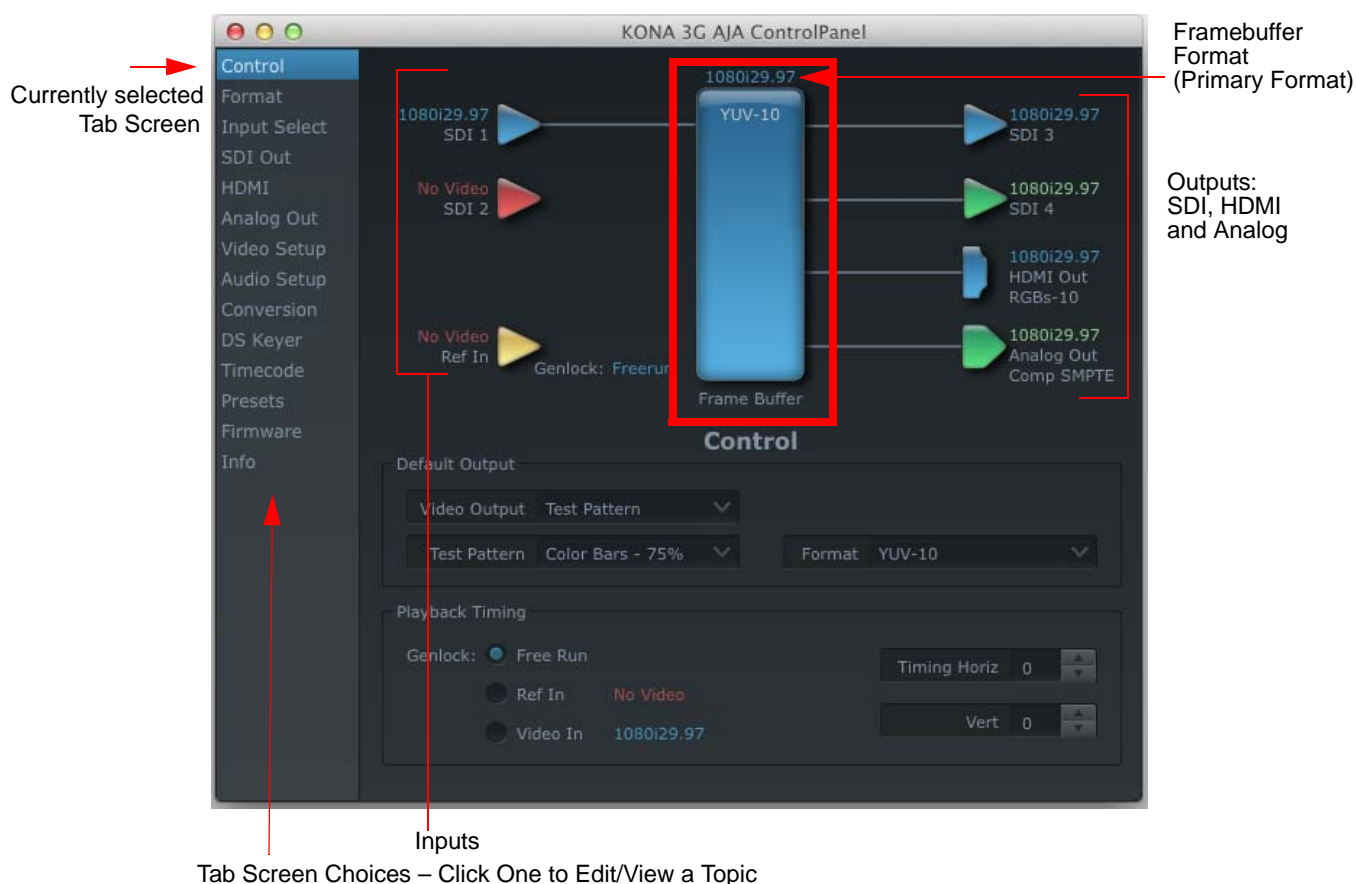 KONA 3G AJA ControlPanel
Framebuffer
Format
(Primary Format)
Currently selected
Tab Screen
Control
Format
Input Select
SDI Out
HDMI
Analog Out
Video Setup
Audio Setup
Conversion
DS Keyer
Timecode
Presets
Firmware
Info
1080i29.97
SDI 1
No Video
SDI 2
No Video
Ref In
Genlock: Freerun
1080i29.97
YUV-10
Frame Buffer
1080i29.97
SDI 3
1080i29.97
SDI 4
1080i29.97
HDMI Out
RGBs-10
1080i29.97
Analog Out
Comp SMPTE
Outputs:
SDI, HDMI
and Analog
Control
Default Output
Video Output Test Pattern
Test Pattern Color Bars - 75% Format YUV-10
Playback Timing
Genlock: Free Run
Ref In No Video
Video In 1080i29.97
Timing Horiz 0
Vert 0
Inputs
Tab Screen Choices – Click One to Edit/View a Topic